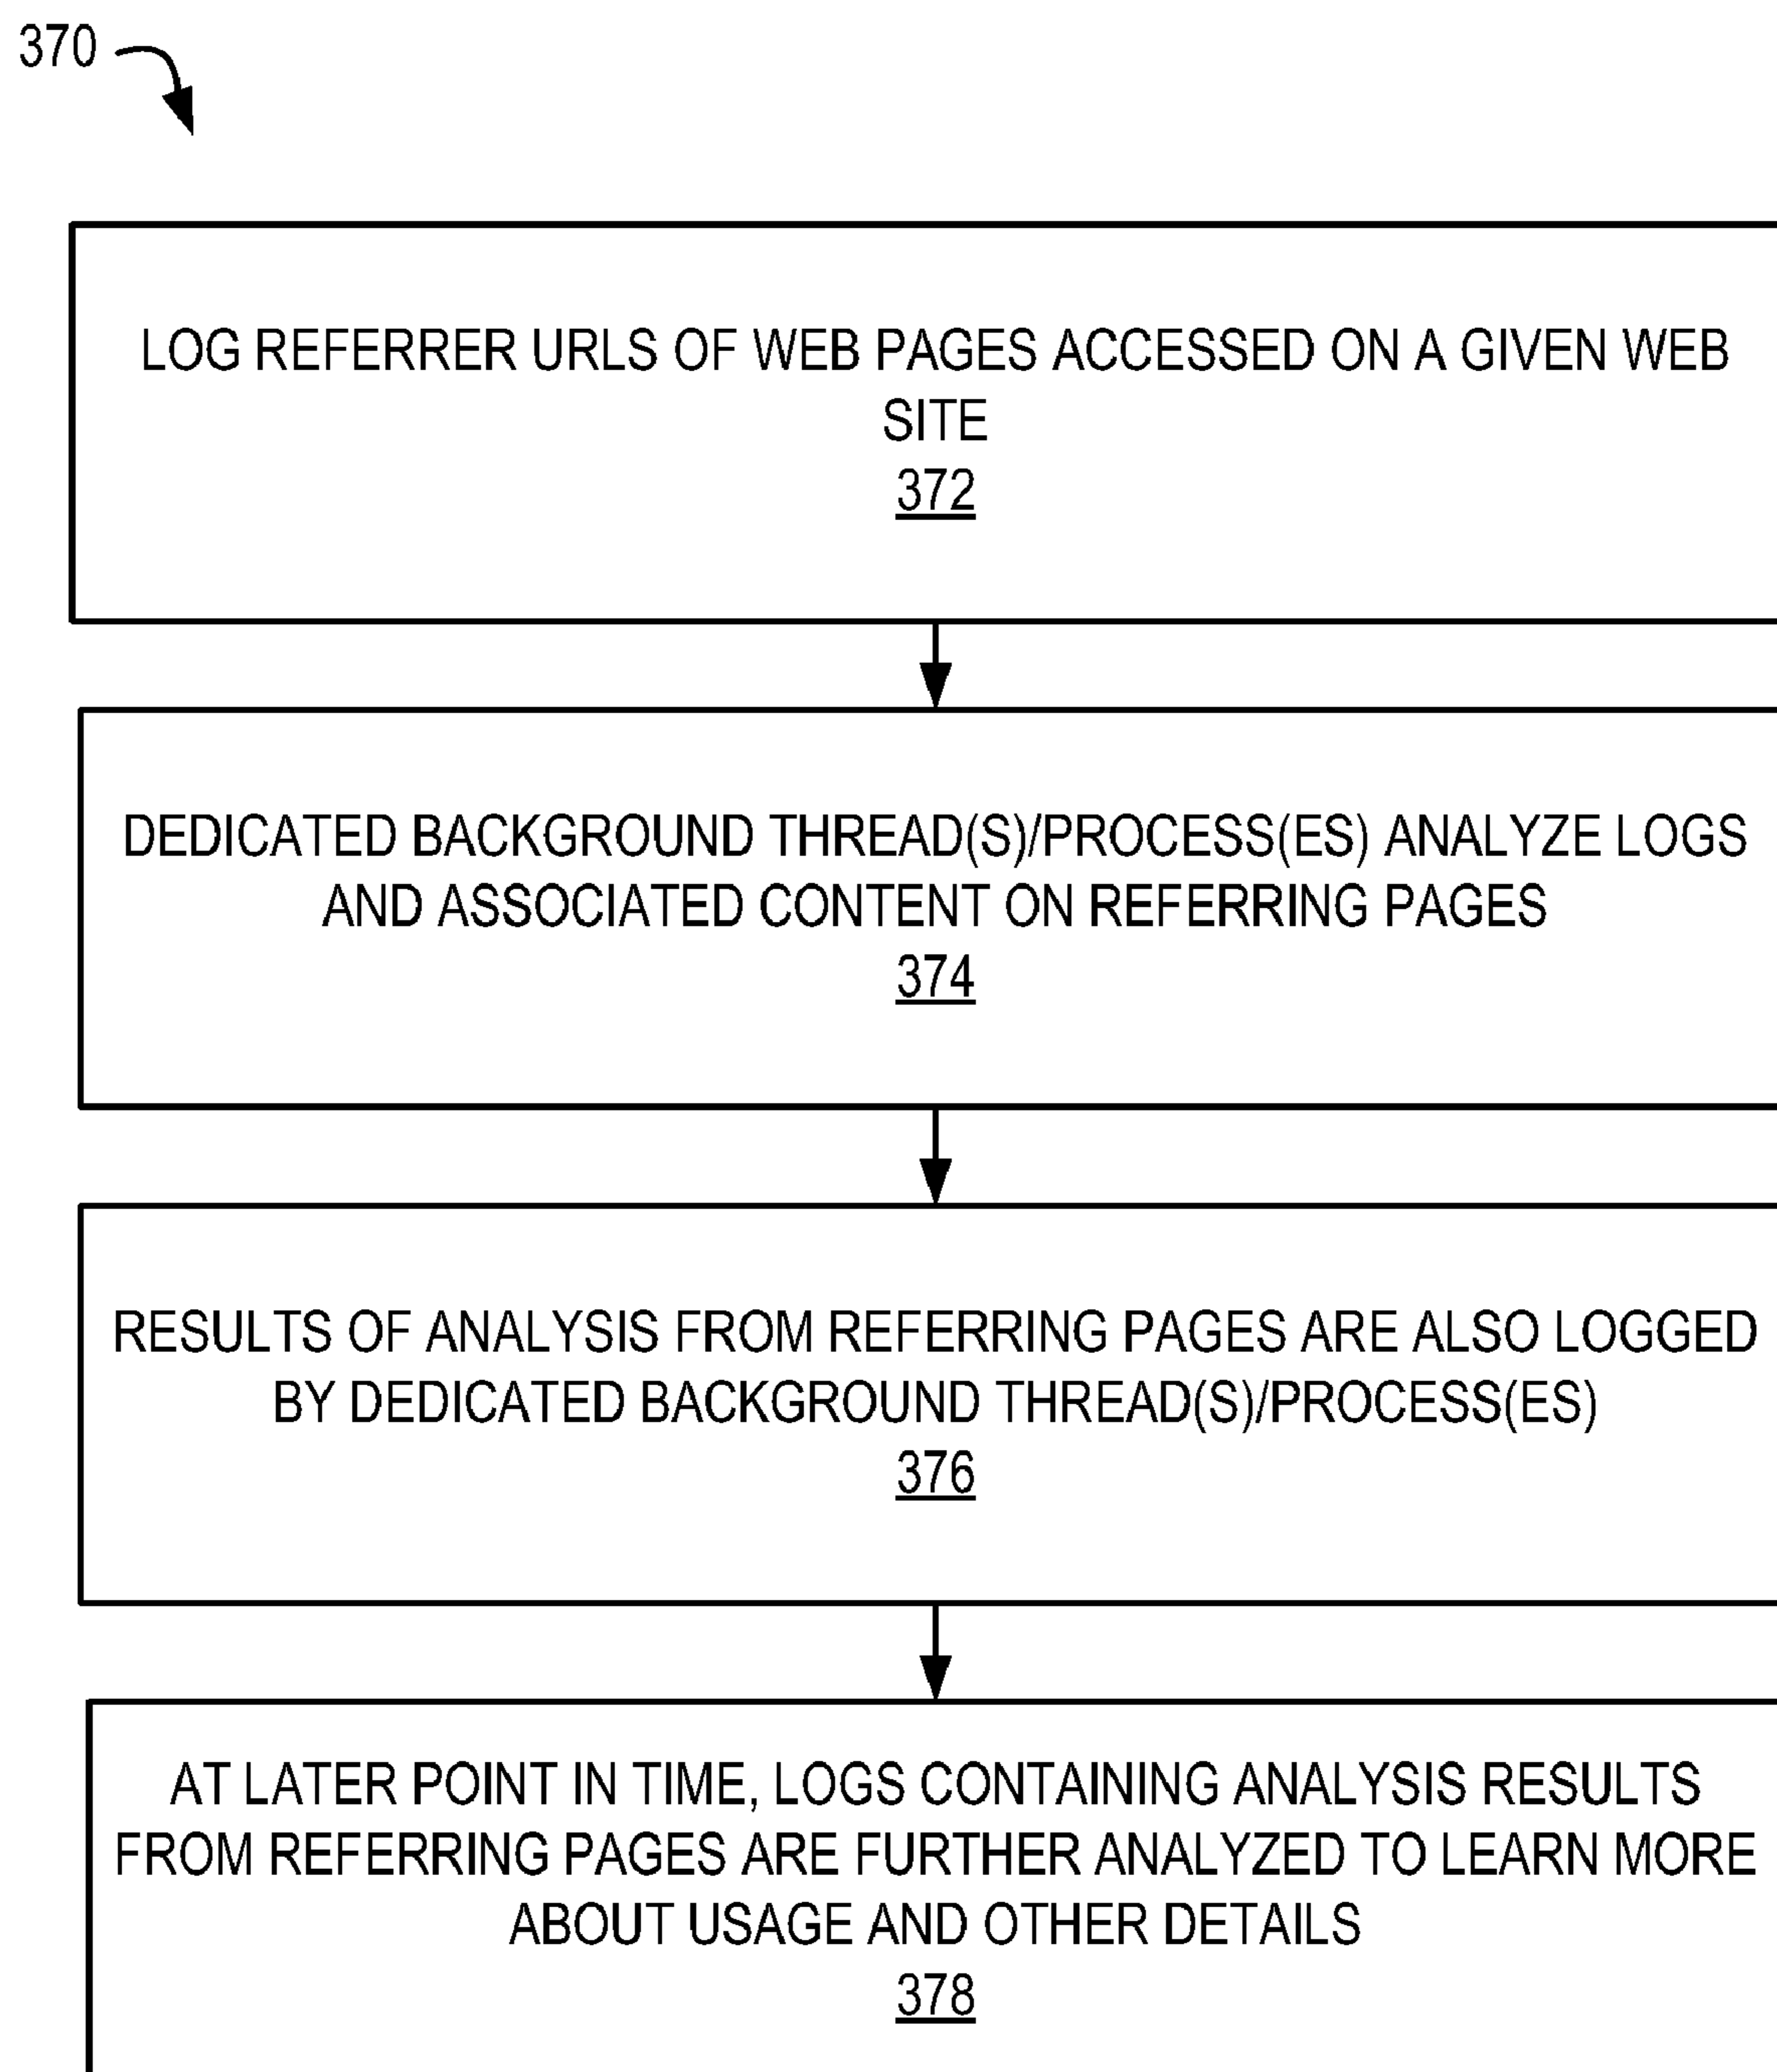 370
LOG REFERRER URLS OF WEB PAGES ACCESSED ON A GIVEN WEB
SITE
372
DEDICATED BACKGROUND THREAD(S)/PROCESS(ES) ANALYZE LOGS
AND ASSOCIATED CONTENT ON REFERRING PAGES
374
RESULTS OF ANALYSIS FROM REFERRING PAGES ARE ALSO LOGGED
BY DEDICATED BACKGROUND THREAD(S)/PROCESS(ES)
376
AT LATER POINT IN TIME, LOGS CONTAINING ANALYSIS RESULTS
FROM REFERRING PAGES ARE FURTHER ANALYZED TO LEARN MORE
ABOUT USAGE AND OTHER DETAILS
378